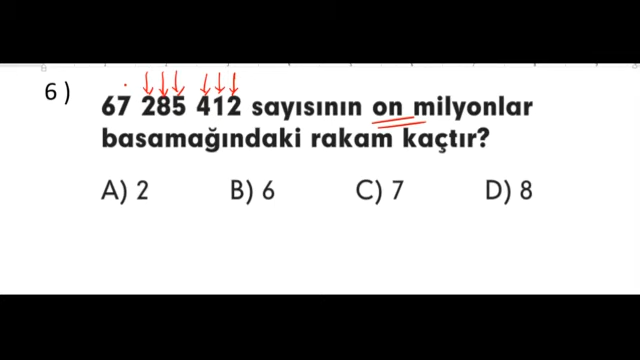 6 )
67 285 412 sayısının on milyonlar
basamağındaki rakam kaçtır?
A) 2 B) 6 C) 7 D) 8